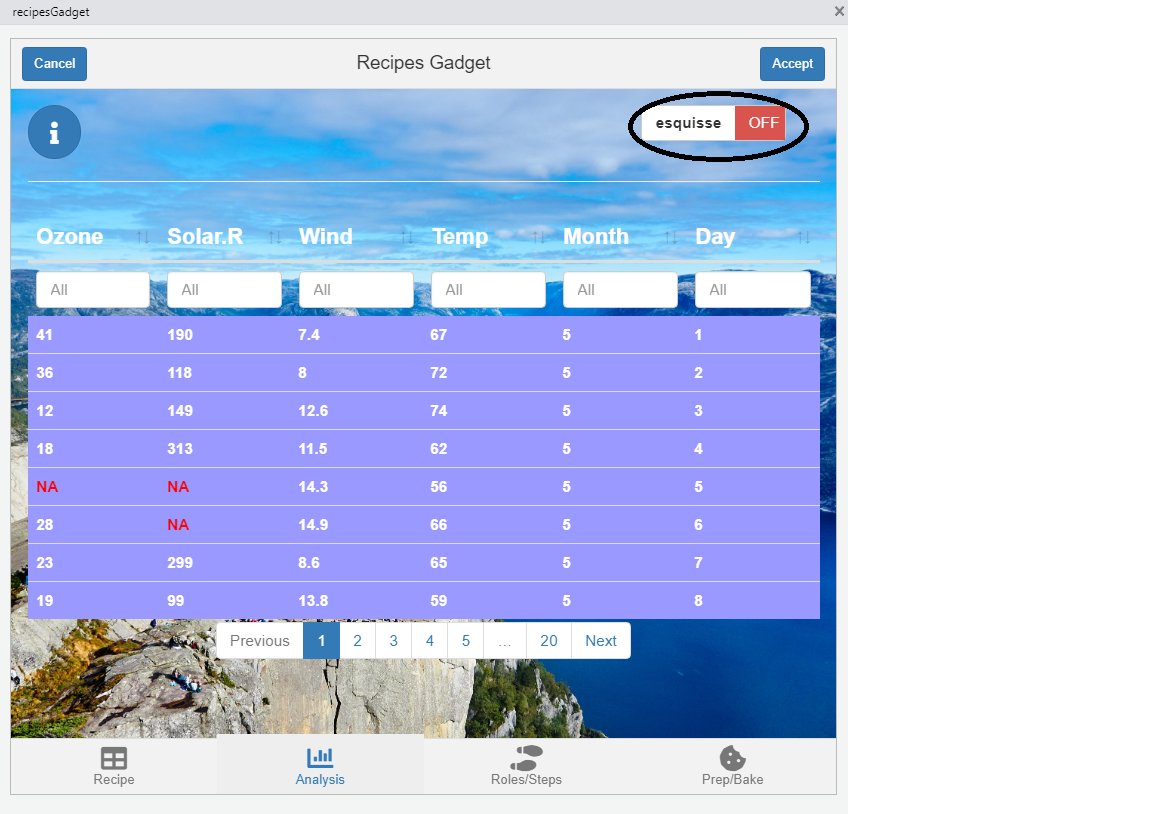 recipesGadget
Cancel Recipes Gadget Accept
esquisse OFF
Ozone Solar.R Wind Temp Month Day
All All All All All All
41 190 7.4 67 5 1
36 118 8 72 5 2
12 149 12.6 74 5 3
18 313 11.5 62 5 4
NA NA 14.3 56 5 5
28 NA 14.9 66 5 6
23 299 8.6 65 5 7
19 99 13.8 59 5 8
Previous 1 2 3 4 5 ... 20 Next
Recipe Analysis Roles/Steps Prep/Bake